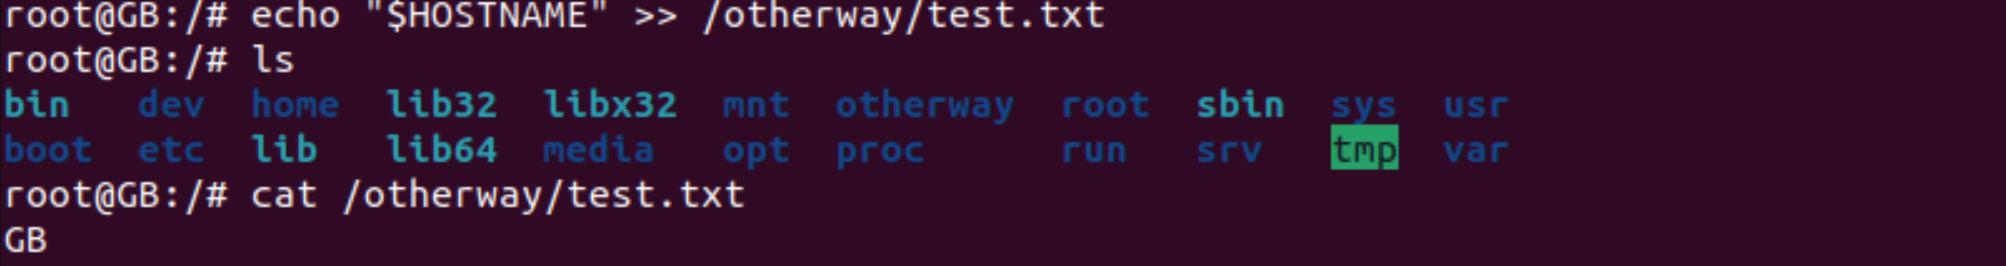 root@GB:/# echo "$HOSTNAME" >> /otherway/test.txt
root@GB:/# ls
bin   dev  home  lib32  libx32  mnt  otherway  root  sbin  sys  usr
boot  etc  lib   lib64  media   opt  proc      run   srv   tmp  var
root@GB:/# cat /otherway/test.txt
GB